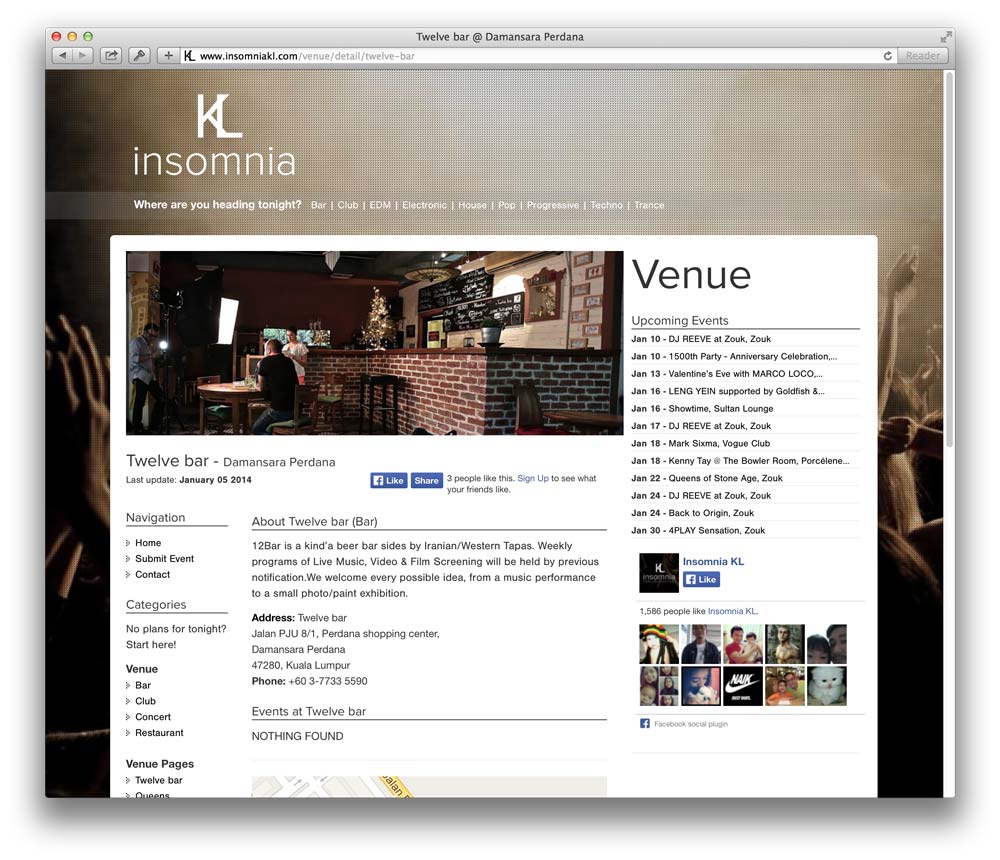 Twelve bar @ Damansara Perdana
www.insomniakl.com/venue/detail/twelve-bar
Reader
KL
insomnia
Where are you heading tonight? Bar | Club | EDM | Electronic | House | Pop | Progressive | Techno | Trance
Venue
Upcoming Events
Jan 10 - DJ REEVE at Zouk, Zouk
Jan 10 - 1500th Party - Anniversary Celebration,...
Jan 13 - Valentine's Eve with MARCO LOCO,...
Jan 16 - LENG YEIN supported by Goldfish &...
Jan 16 - Showtime, Sultan Lounge
Jan 17 - DJ REEVE at Zouk, Zouk
Jan 18 - Mark Sixma, Vogue Club
Jan 18 - Kenny Tay @ The Bowler Room, Porcélene...
Jan 22 - Queens of Stone Age, Zouk
Jan 24 - DJ REEVE at Zouk, Zouk
Jan 24 - Back to Origin, Zouk
Jan 30 - 4PLAY Sensation, Zouk
KL
insomnia
Insomnia KL
Like
1,586 people like Insomnia KL.
NAIK
JUST DUIT.
Facebook social plugin
Twelve bar - Damansara Perdana
Last update: January 05 2014
Like Share 3 people like this. Sign Up to see what
your friends like.
Navigation
Home
Submit Event
Contact
Categories
No plans for tonight?
Start here!
Venue
Bar
Club
Concert
Restaurant
Venue Pages
Twelve bar
Queens
About Twelve bar (Bar)
12Bar is a kind'a beer bar sides by Iranian/Western Tapas. Weekly
programs of Live Music, Video & Film Screening will be held by previous
notification.We welcome every possible idea, from a music performance
to a small photo/paint exhibition.
Address: Twelve bar
Jalan PJU 8/1, Perdana shopping center,
Damansara Perdana
47280, Kuala Lumpur
Phone: +60 3-7733 5590
Events at Twelve bar
NOTHING FOUND